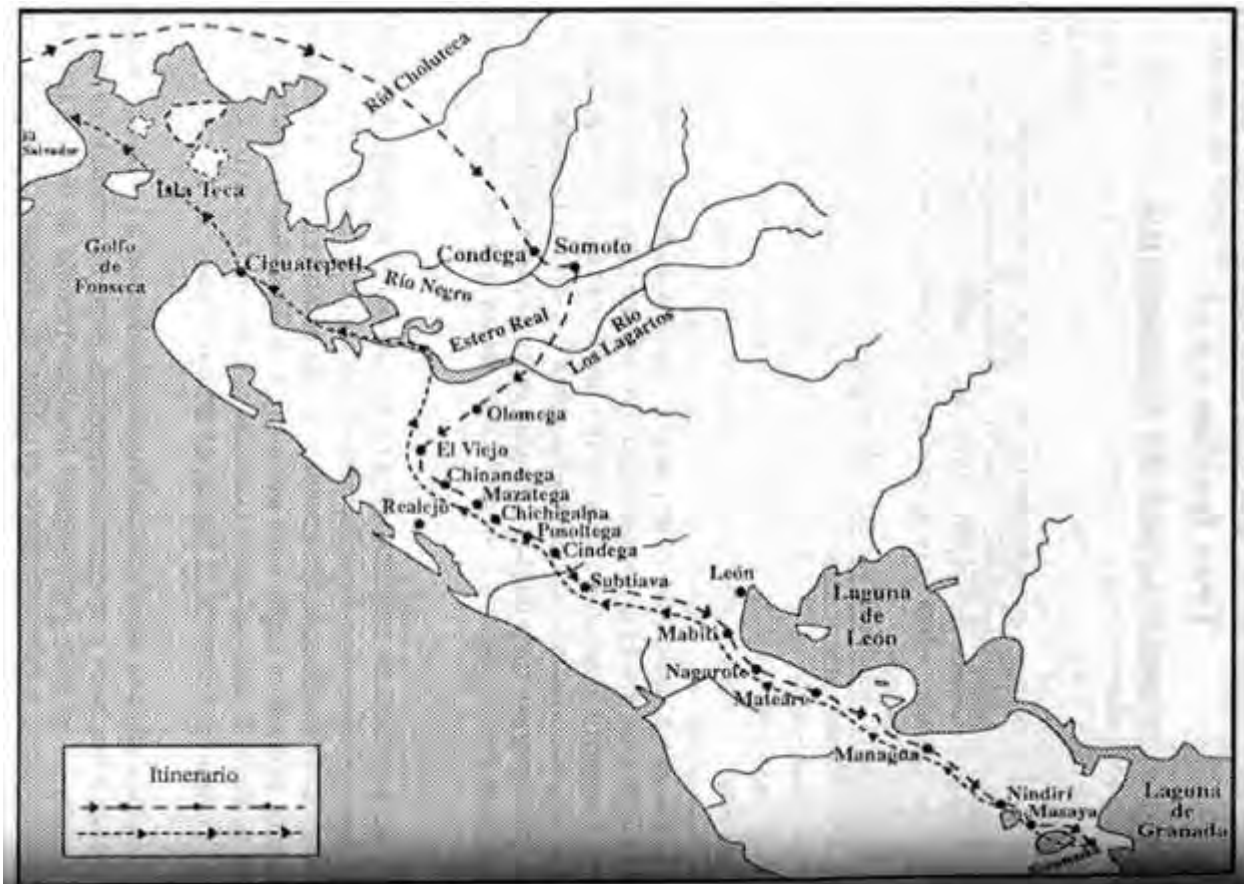 Río Choluteca
El
Salvador
Isla Teca
Golfo
de
Fonseca
Ciguatepetl
Condega
Somoto
Río Negro
Estero Real
Río
Los Lagartos
Olomega
El Viejo
Chinandega
Mazatega
Realejo
Chichigalpa
Posoltega
Cindega
Subtiava
León
Laguna
de
León
Mabiti
Nagarote
Mateare
Managua
Nindirí
Masaya
Laguna
de
Granada
Itinerario